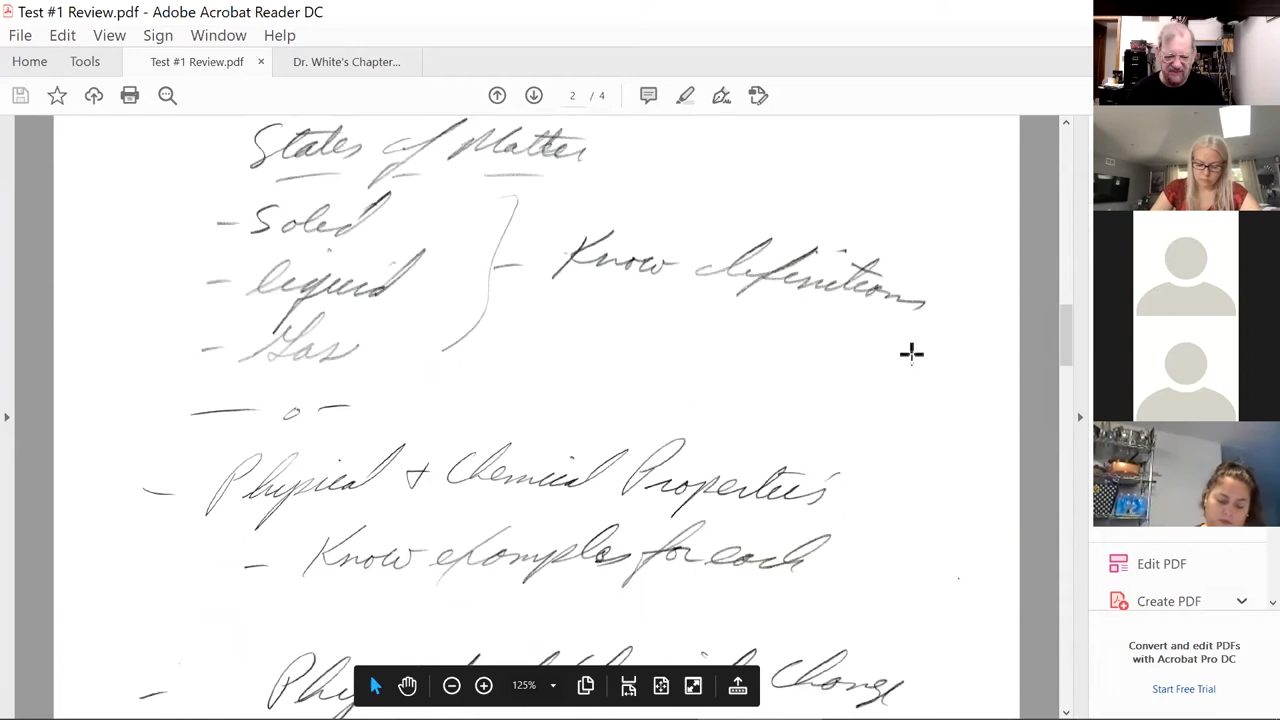 Test #1 Review.pdf - Adobe Acrobat Reader DC
File Edit View Sign Window Help
Home Tools Test #1 Review.pdf × Dr. White's Chapter...
2 / 4
States of Matter
- Solid
- liquid
- Gas
- Know definitions
— o —
- Physical + Chemical Properties
- Know examples for each
- Change
125%
Edit PDF
Create PDF
Convert and edit PDFs
with Acrobat Pro DC
Start Free Trial